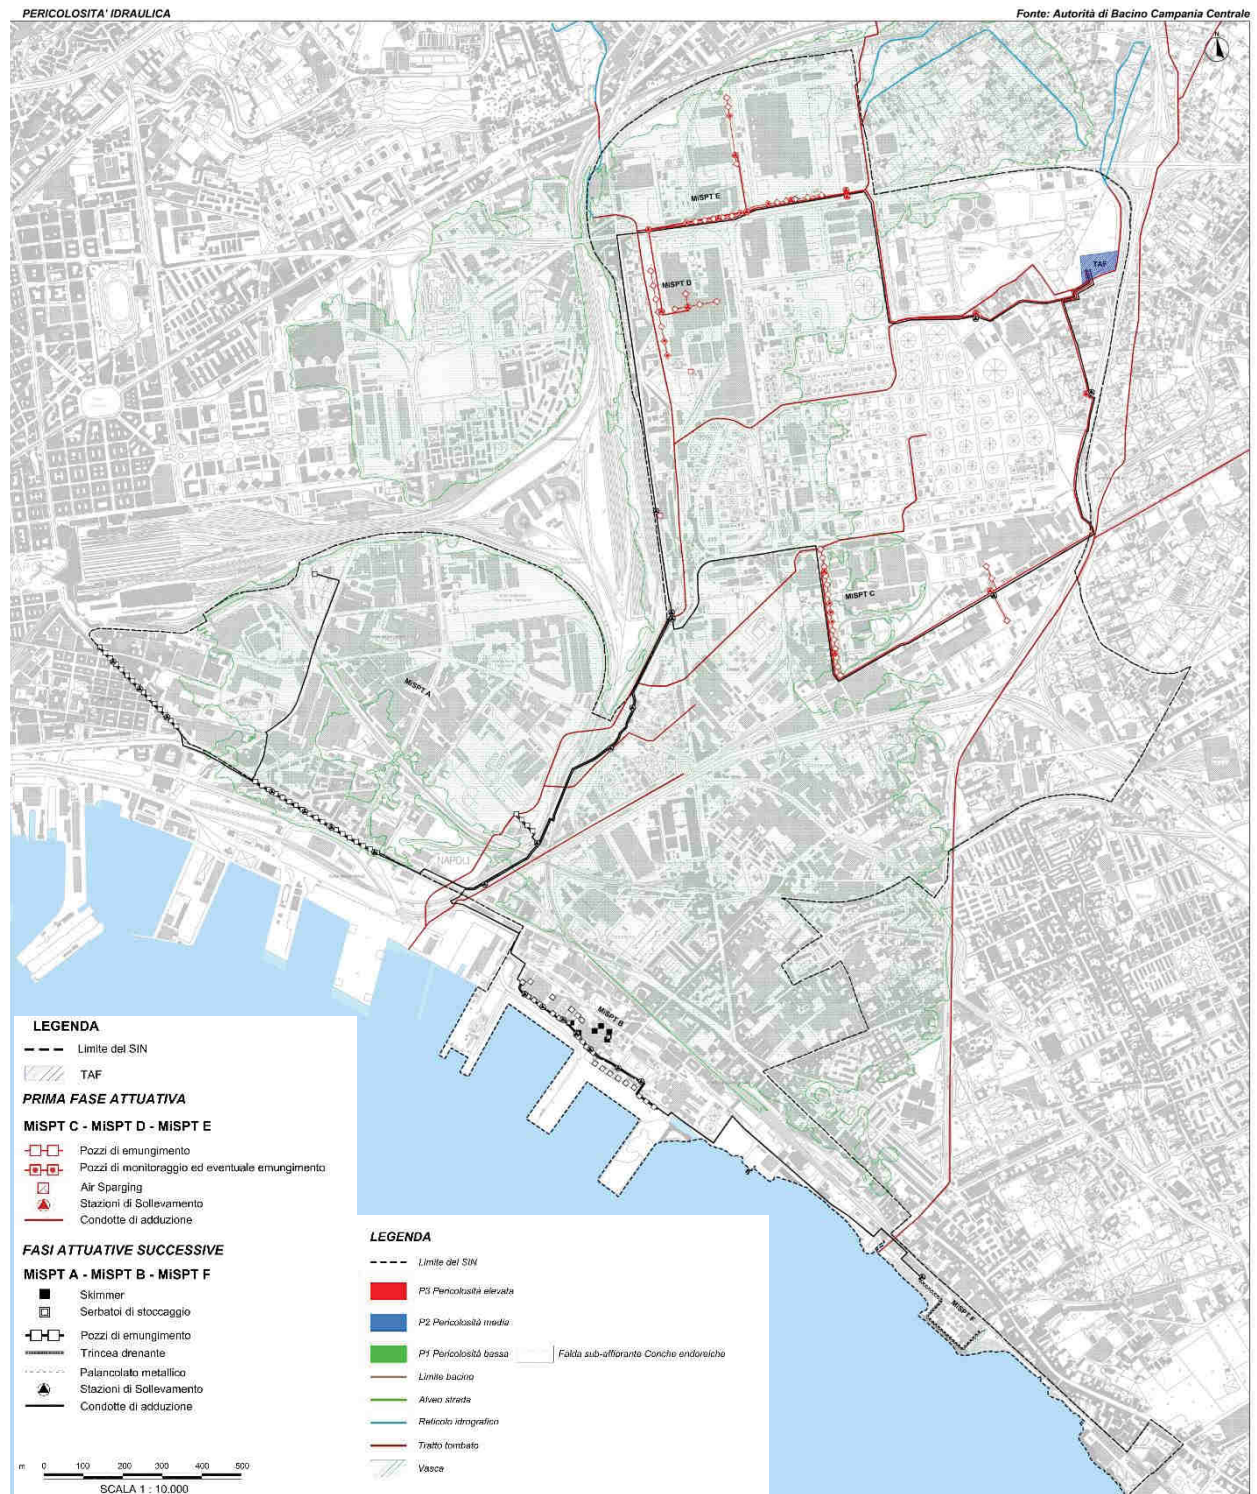 PERICOLOSITA' IDRAULICA
Fonte: Autorità di Bacino Campania Centrale
N
MiSPT E
TAF
MiSPT D
MiSPT C
MiSPT A
NAPOLI
MiSPT B
MiSPT F
LEGENDA
Limite del SIN
TAF
PRIMA FASE ATTUATIVA
MiSPT C - MiSPT D - MiSPT E
Pozzi di emungimento
Pozzi di monitoraggio ed eventuale emungimento
Air Sparging
Stazioni di Sollevamento
Condotte di adduzione
FASI ATTUATIVE SUCCESSIVE
MiSPT A - MiSPT B - MiSPT F
Skimmer
Serbatoi di stoccaggio
Pozzi di emungimento
Trincea drenante
Palancolato metallico
Stazioni di Sollevamento
Condotte di adduzione
m 0 100 200 300 400 500
SCALA 1 : 10.000
LEGENDA
Limite del SIN
P3 Pericolosità elevata
P2 Pericolosità media
P1 Pericolosità bassa
Falda sub-affiorante Conche endoreiche
Limite bacino
Alveo strada
Reticolo idrografico
Tratto tombato
Vasca